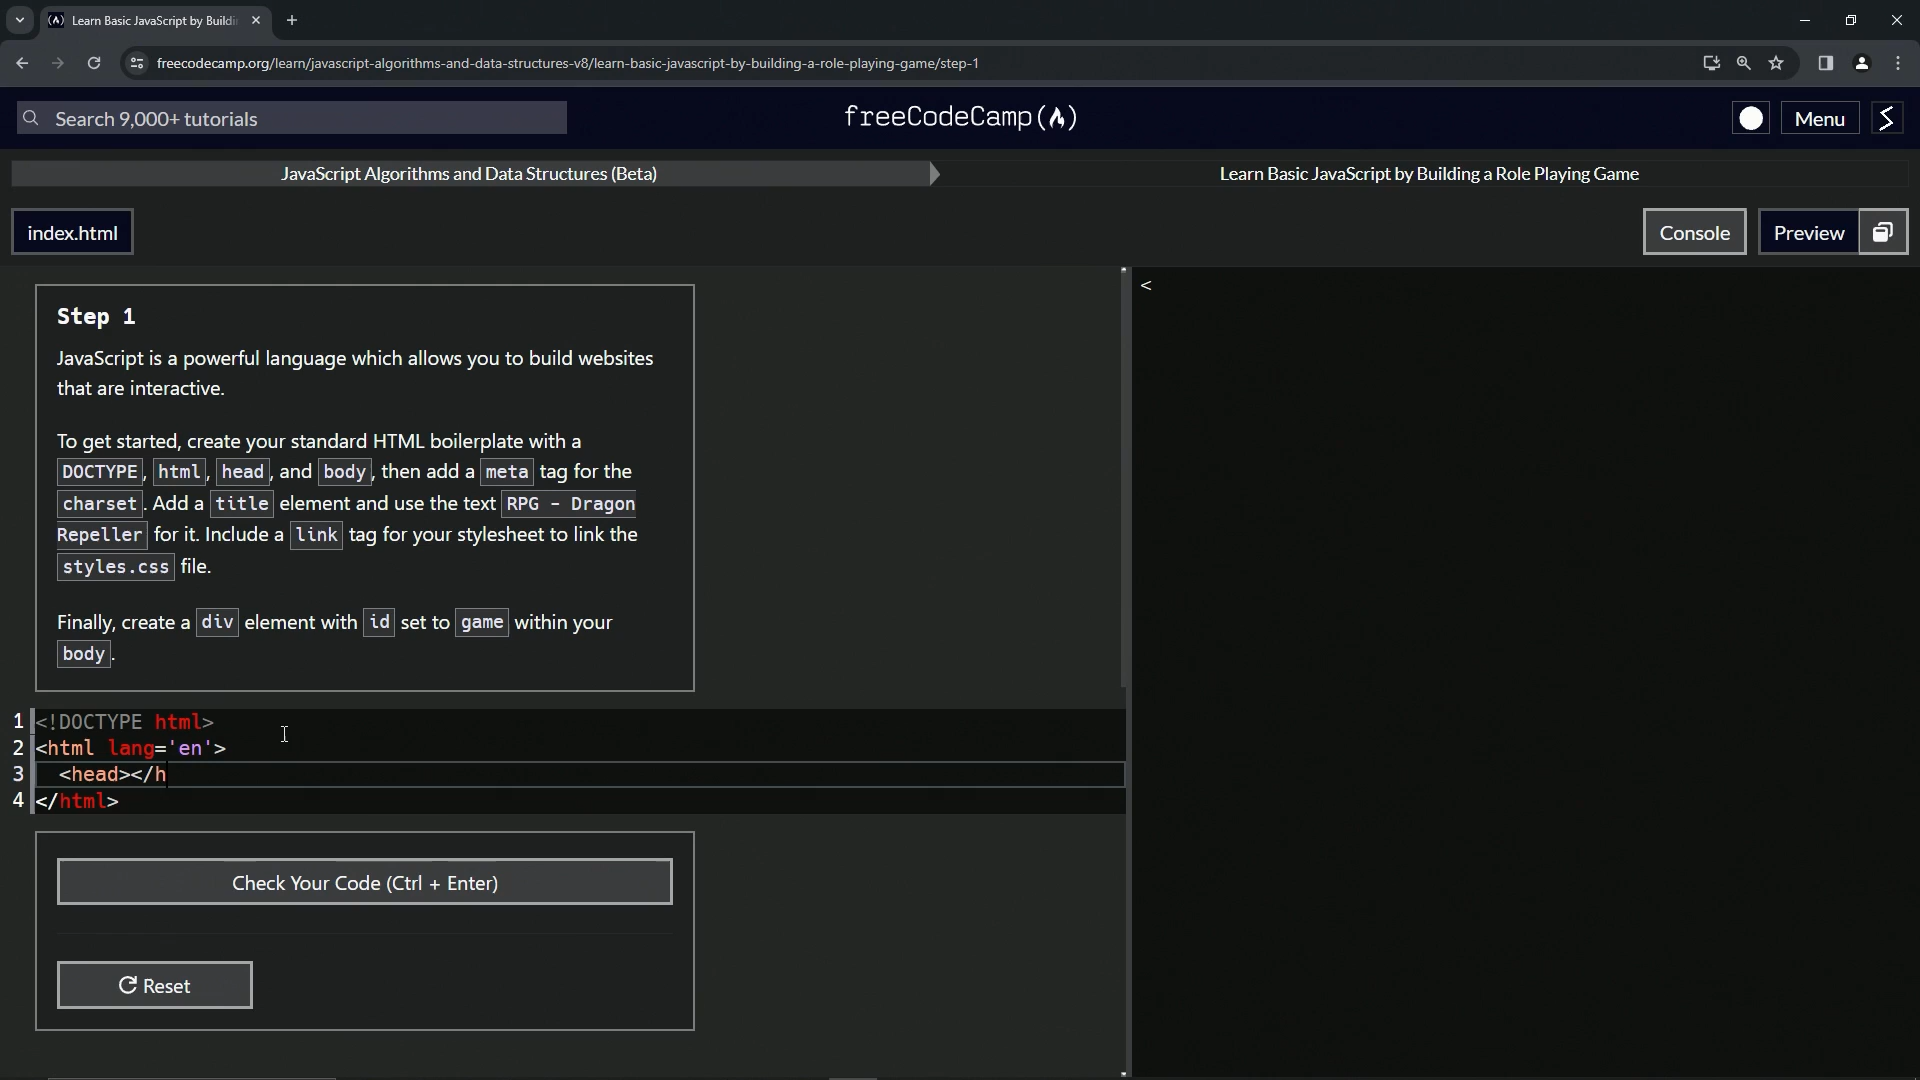 Learn Basic JavaScript by Buildi
freecodecamp.org/learn/javascript-algorithms-and-data-structures-v8/learn-basic-javascript-by-building-a-role-playing-game/step-1
Search 9,000+ tutorials
freeCodeCamp(🔥)
Menu
JavaScript Algorithms and Data Structures (Beta)
Learn Basic JavaScript by Building a Role Playing Game
index.html
Console
Preview
Step 1
JavaScript is a powerful language which allows you to build websites
that are interactive.
To get started, create your standard HTML boilerplate with a
DOCTYPE, html, head, and body, then add a meta tag for the
charset. Add a title element and use the text RPG - Dragon
Repeller for it. Include a link tag for your stylesheet to link the
styles.css file.
Finally, create a div element with id set to game within your
body.
1 <!DOCTYPE html>
2 <html lang='en'>
3 <head></h
4 </html>
Check Your Code (Ctrl + Enter)
Reset
<